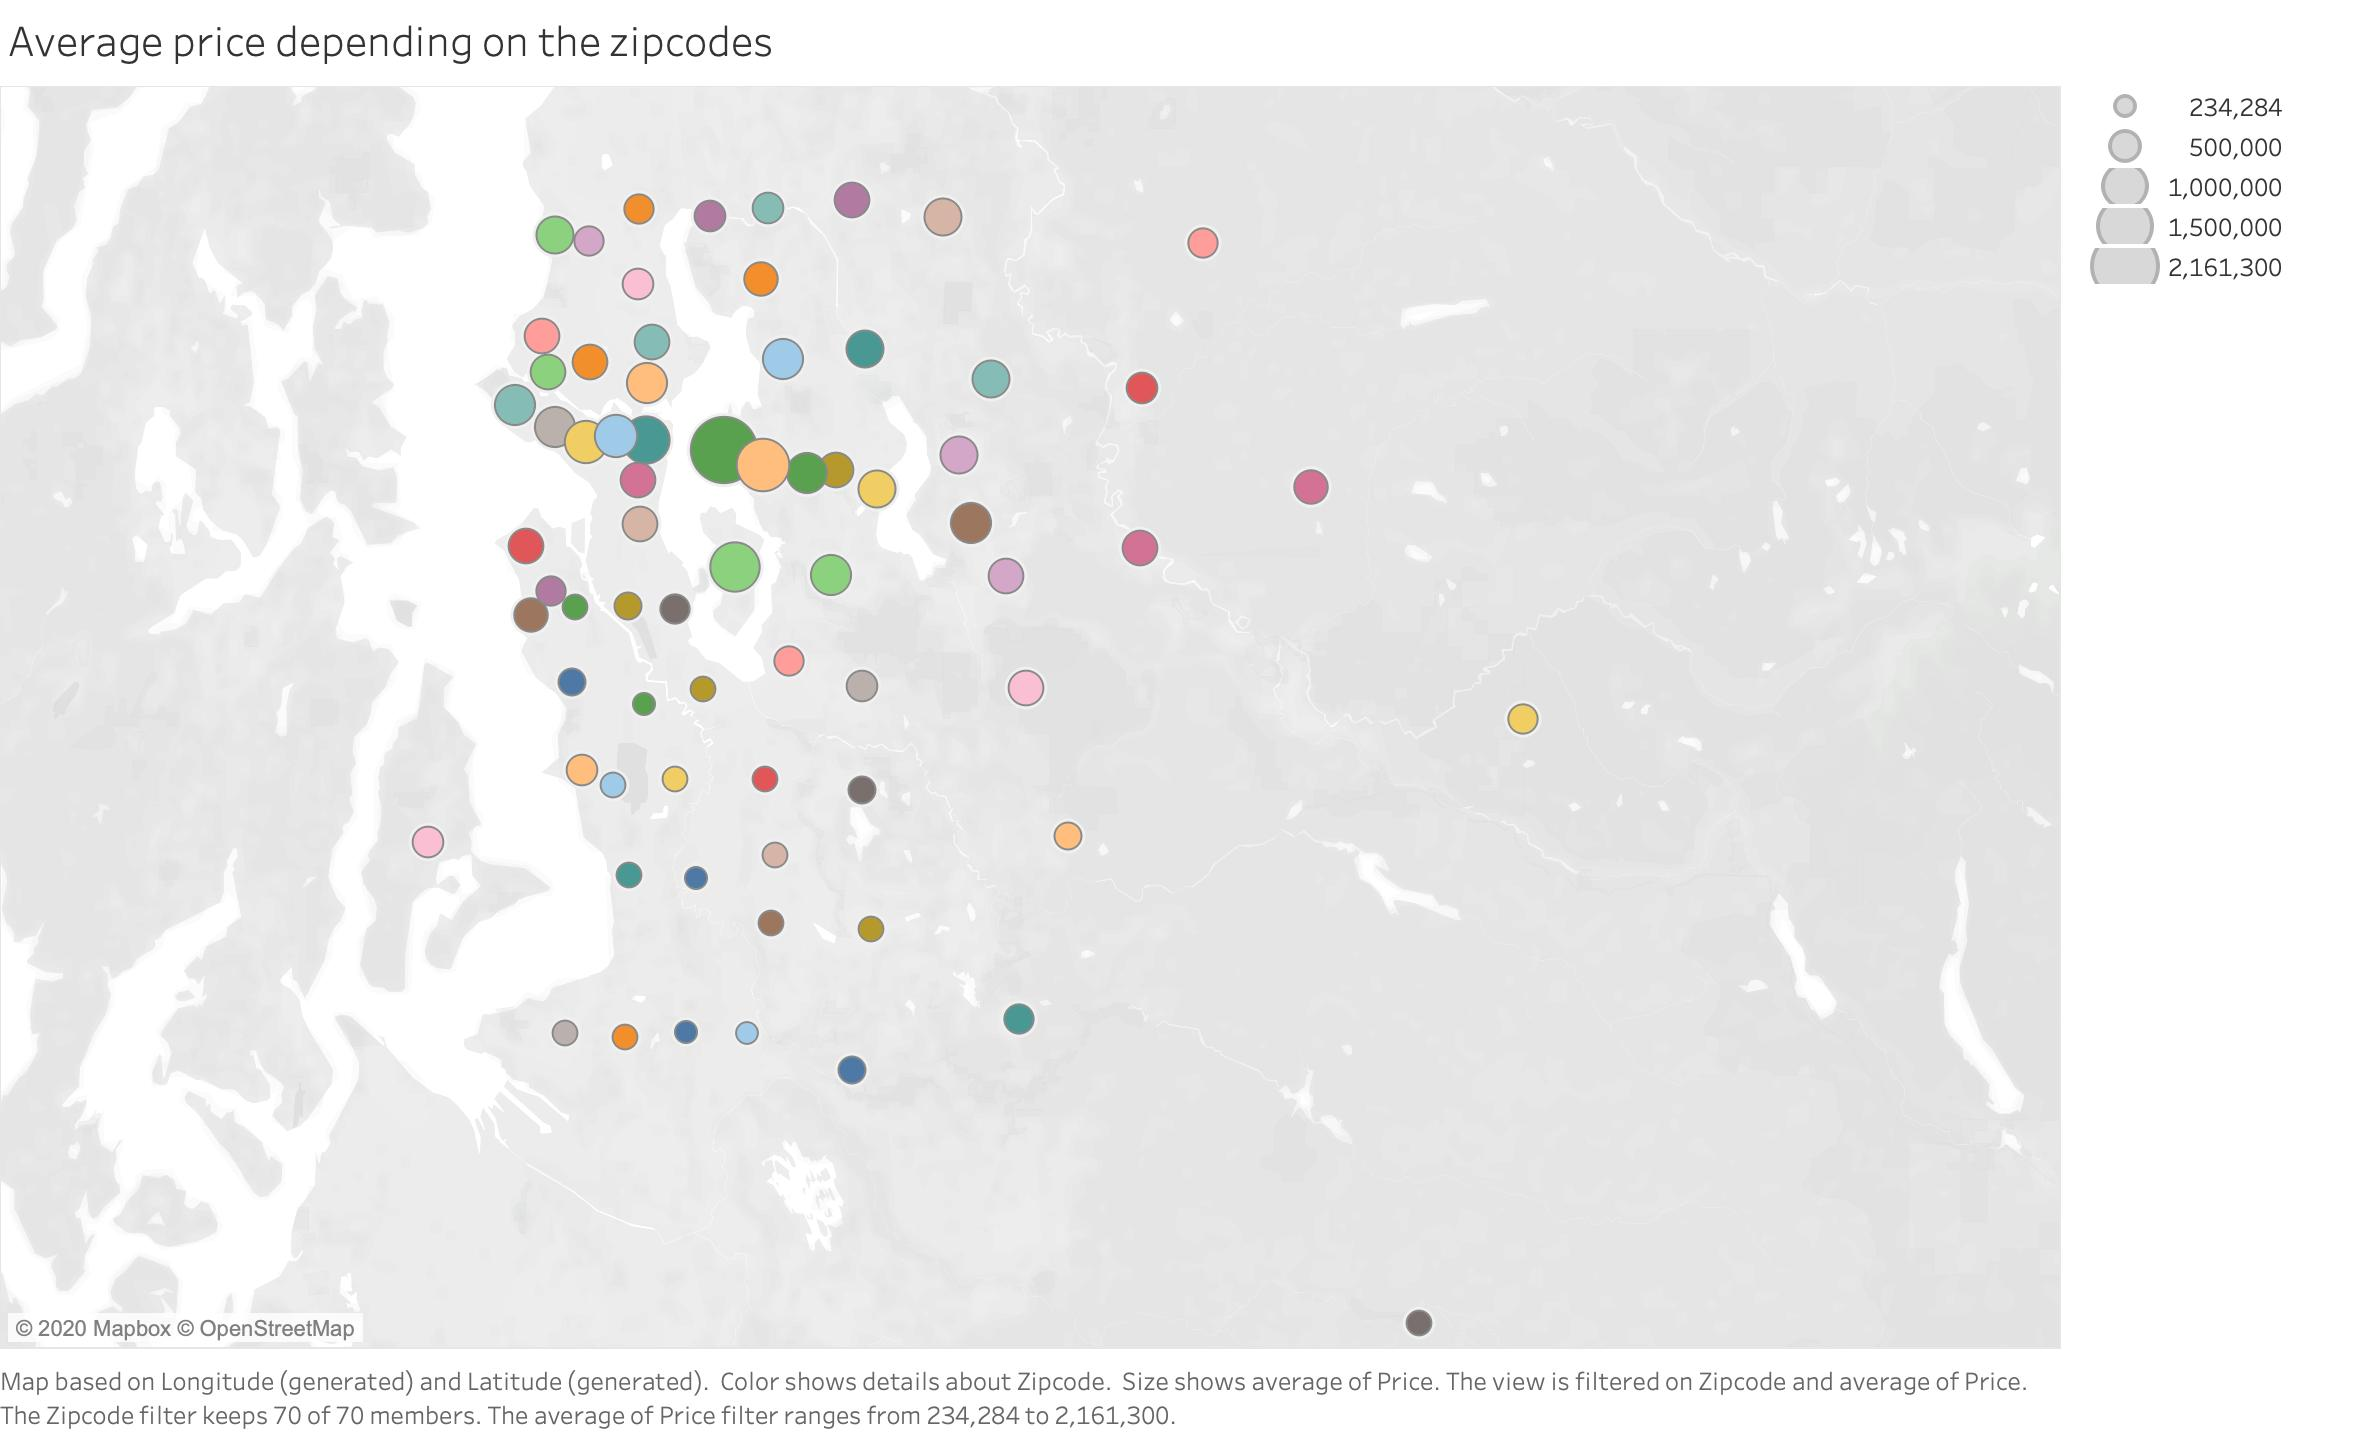 Average price depending on the zipcodes
234,284
500,000
1,000,000
1,500,000
2,161,300
© 2020 Mapbox © OpenStreetMap
Map based on Longitude (generated) and Latitude (generated).  Color shows details about Zipcode.  Size shows average of Price. The view is filtered on Zipcode and average of Price.
The Zipcode filter keeps 70 of 70 members. The average of Price filter ranges from 234,284 to 2,161,300.